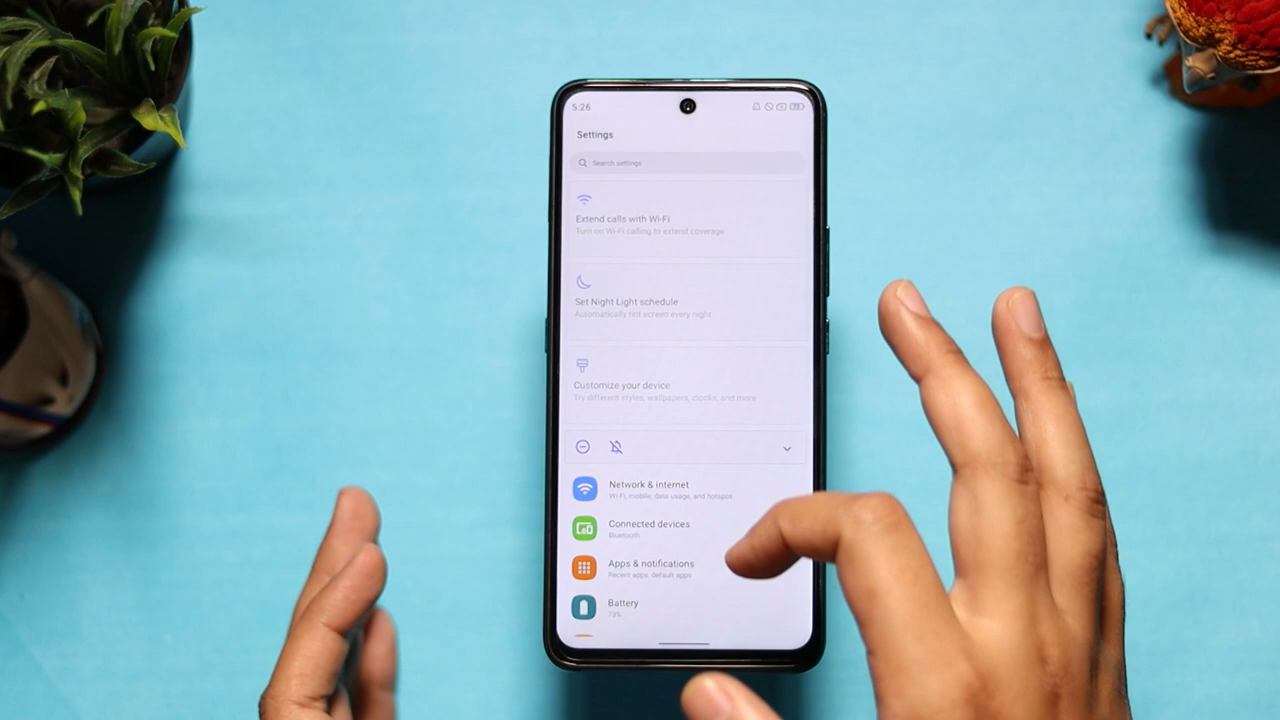 5:26
Settings
Search settings
Extend calls with Wi-Fi
Turn on Wi-Fi calling to extend coverage
Set Night Light schedule
Automatically tint screen every night
Customize your device
Try different styles, wallpapers, clocks, and more
Network & internet
Wi-Fi, mobile, data usage, and hotspot
Connected devices
Bluetooth
Apps & notifications
Recent apps, default apps
Battery
73%